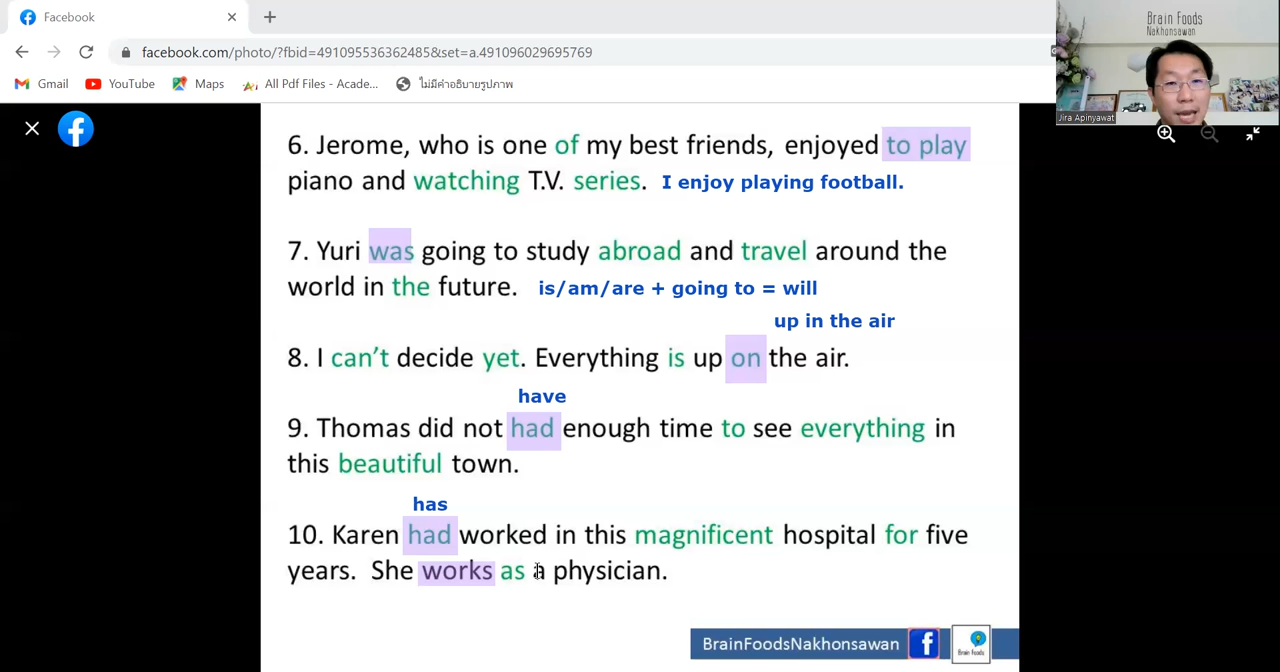 Facebook
facebook.com/photo/?fbid=491095536362485&set=a.491096029695769
Gmail YouTube Maps All Pdf Files - Acade... ไม่มีคำอธิบายรูปภาพ
Brain Foods
Nakhonsawan
Jira Apinyawat
6. Jerome, who is one of my best friends, enjoyed to play
piano and watching T.V. series. I enjoy playing football.
7. Yuri was going to study abroad and travel around the
world in the future. is/am/are + going to = will
up in the air
8. I can't decide yet. Everything is up on the air.
have
9. Thomas did not had enough time to see everything in
this beautiful town.
has
10. Karen had worked in this magnificent hospital for five
years. She works as a physician.
BrainFoodsNakhonsawan
Brain Foods